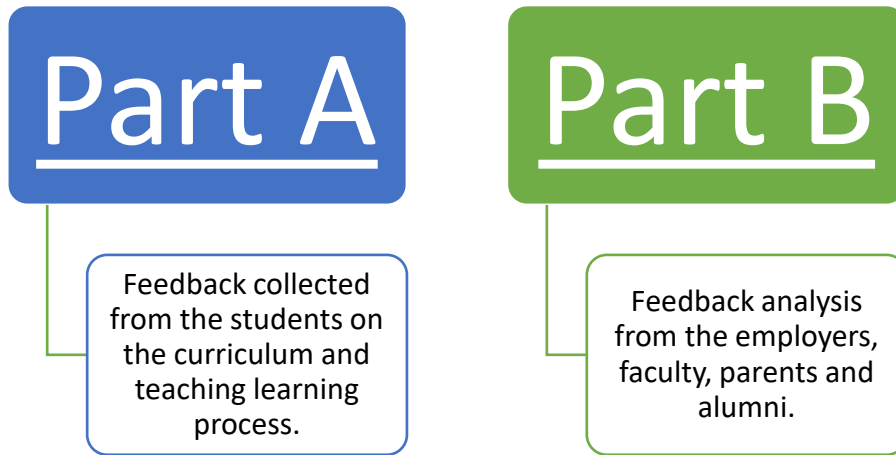 Part A
Feedback collected
from the students on
the curriculum and
teaching learning
process.
Part B
Feedback analysis
from the employers,
faculty, parents and
alumni.